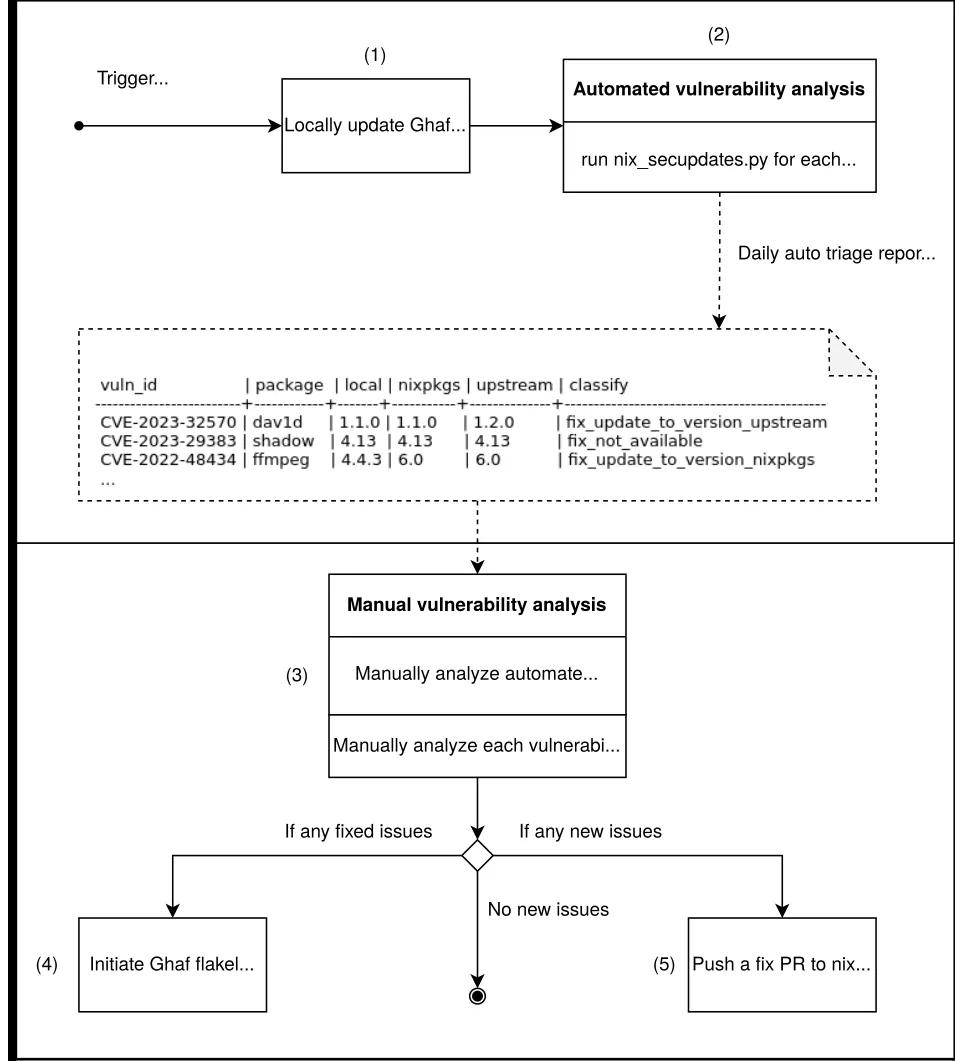 (2)
(1)
Trigger...
Automated vulnerability analysis
Locally update Ghaf...
run nix_secupdates.py for each...
Daily auto triage repor...
vuln_id | package | local | nixpkgs | upstream | classify
-----------------------+------------+-------+----------+-------------+------------------------------------------
CVE-2023-32570 | dav1d | 1.1.0 | 1.1.0 | 1.2.0 | fix_update_to_version_upstream
CVE-2023-29383 | shadow | 4.13 | 4.13 | 4.13 | fix_not_available
CVE-2022-48434 | ffmpeg | 4.4.3 | 6.0 | 6.0 | fix_update_to_version_nixpkgs
...
Manual vulnerability analysis
(3)
Manually analyze automate...
Manually analyze each vulnerabi...
If any fixed issues
If any new issues
No new issues
(4)
Initiate Ghaf flakel...
(5)
Push a fix PR to nix...